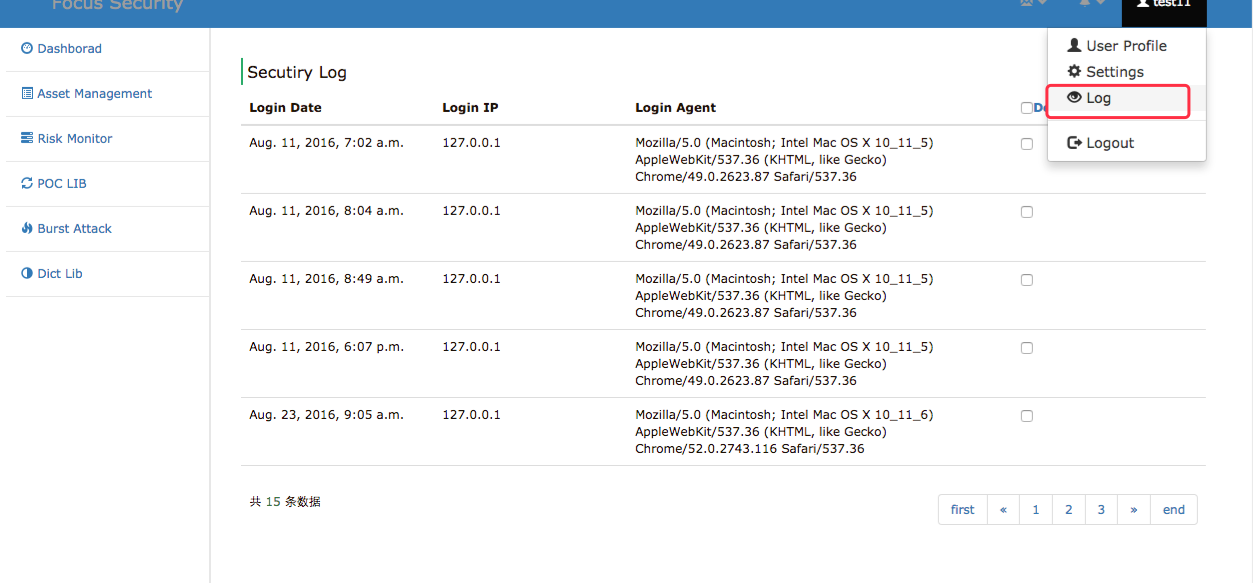 Focus Security
test11
Dashborad
Asset Management
Risk Monitor
POC LIB
Burst Attack
Dict Lib
User Profile
Settings
Log
Logout
Secutiry Log
Login Date Login IP Login Agent
Aug. 11, 2016, 7:02 a.m. 127.0.0.1 Mozilla/5.0 (Macintosh; Intel Mac OS X 10_11_5)
AppleWebKit/537.36 (KHTML, like Gecko)
Chrome/49.0.2623.87 Safari/537.36
Aug. 11, 2016, 8:04 a.m. 127.0.0.1 Mozilla/5.0 (Macintosh; Intel Mac OS X 10_11_5)
AppleWebKit/537.36 (KHTML, like Gecko)
Chrome/49.0.2623.87 Safari/537.36
Aug. 11, 2016, 8:49 a.m. 127.0.0.1 Mozilla/5.0 (Macintosh; Intel Mac OS X 10_11_5)
AppleWebKit/537.36 (KHTML, like Gecko)
Chrome/49.0.2623.87 Safari/537.36
Aug. 11, 2016, 6:07 p.m. 127.0.0.1 Mozilla/5.0 (Macintosh; Intel Mac OS X 10_11_5)
AppleWebKit/537.36 (KHTML, like Gecko)
Chrome/49.0.2623.87 Safari/537.36
Aug. 23, 2016, 9:05 a.m. 127.0.0.1 Mozilla/5.0 (Macintosh; Intel Mac OS X 10_11_6)
AppleWebKit/537.36 (KHTML, like Gecko)
Chrome/52.0.2743.116 Safari/537.36
共 15 条数据
first « 1 2 3 » end